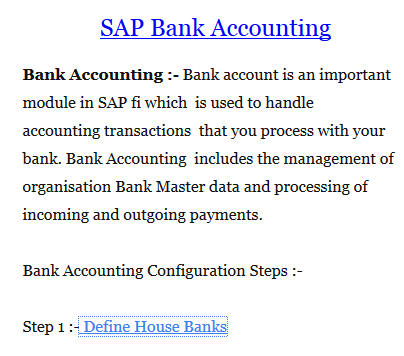 SAP Bank Accounting
Bank Accounting :- Bank account is an important
module in SAP fi which  is used to handle
accounting transactions  that you process with your
bank. Bank Accounting  includes the management of
organisation Bank Master data and processing of
incoming and outgoing payments.
Bank Accounting Configuration Steps :-
Step 1 :- Define House Banks